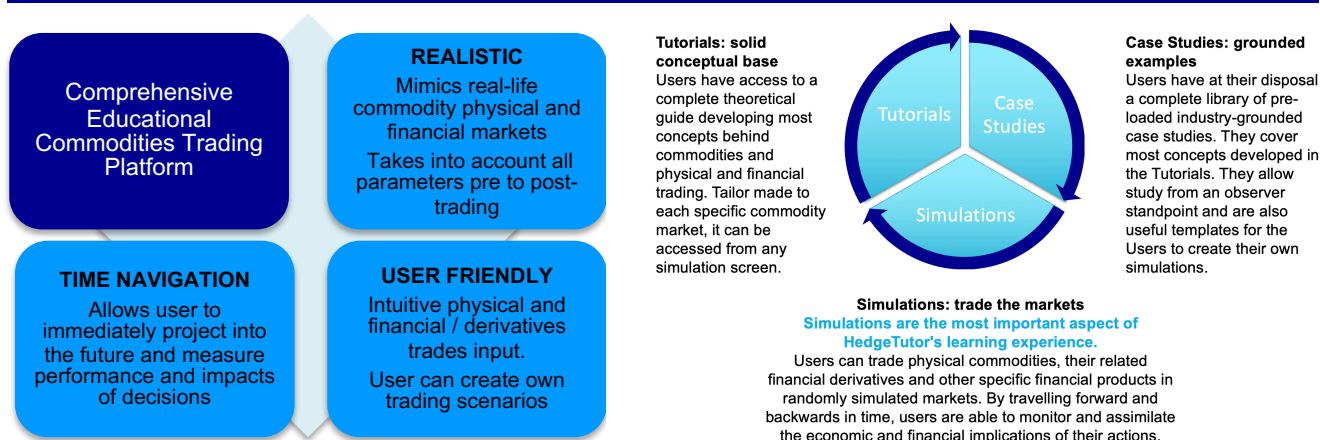 Comprehensive
Educational
Commodities Trading
Platform
REALISTIC
Mimics real-life
commodity physical and
financial markets
Takes into account all
parameters pre to post-
trading
TIME NAVIGATION
Allows user to
immediately project into
the future and measure
performance and impacts
of decisions
USER FRIENDLY
Intuitive physical and
financial / derivatives
trades input.
User can create own
trading scenarios
Tutorials: solid
conceptual base
Users have access to a
complete theoretical
guide developing most
concepts behind
commodities and
physical and financial
trading. Tailor made to
each specific commodity
market, it can be
accessed from any
simulation screen.
Tutorials
Case
Studies
Simulations
Case Studies: grounded
examples
Users have at their disposal
a complete library of pre-
loaded industry-grounded
case studies. They cover
most concepts developed in
the Tutorials. They allow
study from an observer
standpoint and are also
useful templates for the
Users to create their own
simulations.
Simulations: trade the markets
Simulations are the most important aspect of
HedgeTutor's learning experience.
Users can trade physical commodities, their related
financial derivatives and other specific financial products in
randomly simulated markets. By travelling forward and
backwards in time, users are able to monitor and assimilate
the economic and financial implications of their actions.